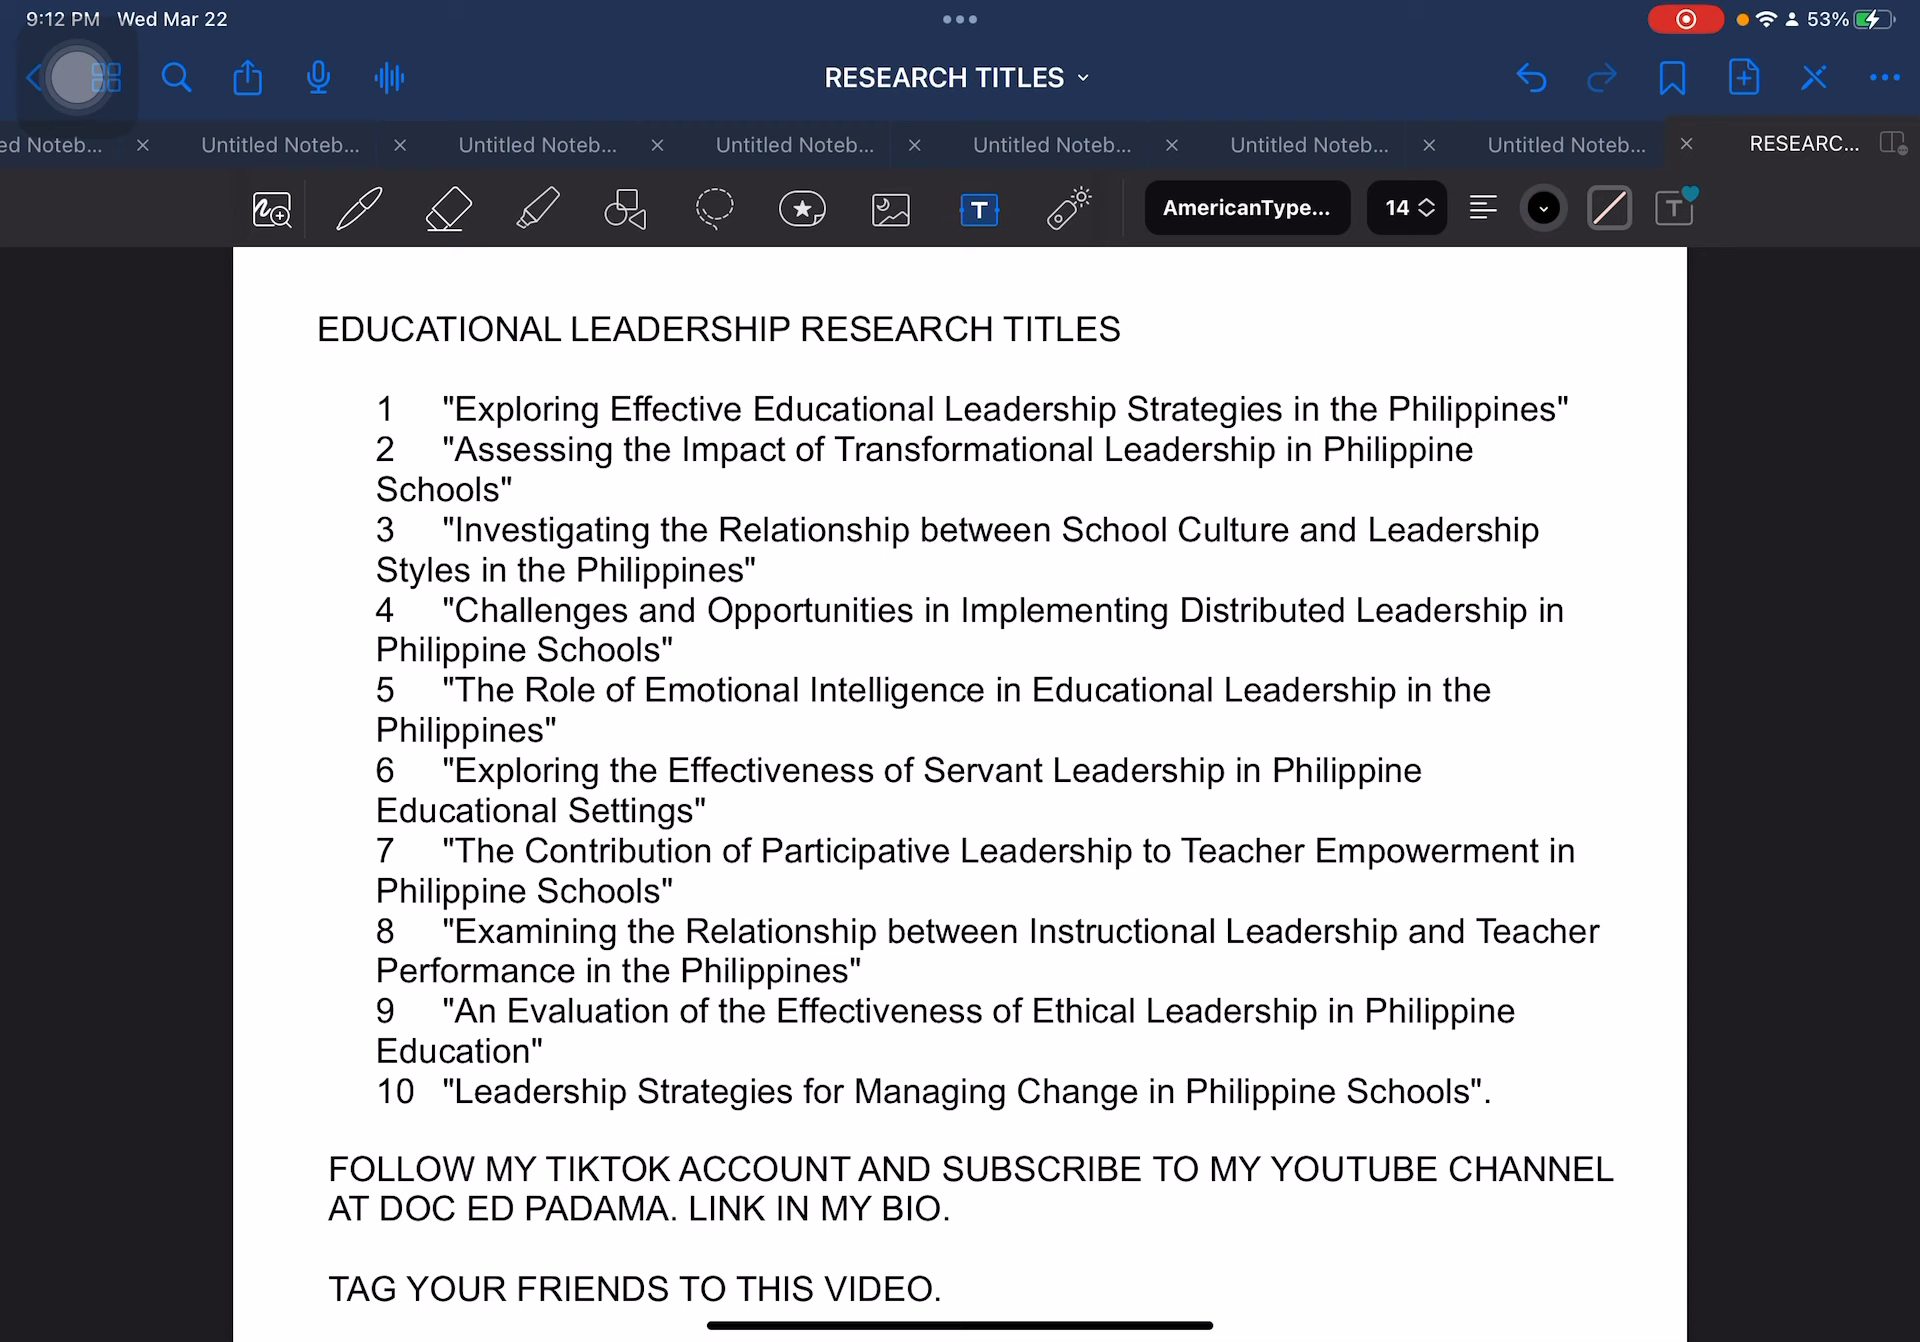 9:12 PM Wed Mar 22
53%
RESEARCH TITLES
ed Noteb...
Untitled Noteb...
Untitled Noteb...
Untitled Noteb...
Untitled Noteb...
Untitled Noteb...
Untitled Noteb...
RESEARC...
T
AmericanType...
14
T
EDUCATIONAL LEADERSHIP RESEARCH TITLES
1 "Exploring Effective Educational Leadership Strategies in the Philippines"
2 "Assessing the Impact of Transformational Leadership in Philippine
Schools"
3 "Investigating the Relationship between School Culture and Leadership
Styles in the Philippines"
4 "Challenges and Opportunities in Implementing Distributed Leadership in
Philippine Schools"
5 "The Role of Emotional Intelligence in Educational Leadership in the
Philippines"
6 "Exploring the Effectiveness of Servant Leadership in Philippine
Educational Settings"
7 "The Contribution of Participative Leadership to Teacher Empowerment in
Philippine Schools"
8 "Examining the Relationship between Instructional Leadership and Teacher
Performance in the Philippines"
9 "An Evaluation of the Effectiveness of Ethical Leadership in Philippine
Education"
10 "Leadership Strategies for Managing Change in Philippine Schools".
FOLLOW MY TIKTOK ACCOUNT AND SUBSCRIBE TO MY YOUTUBE CHANNEL
AT DOC ED PADAMA. LINK IN MY BIO.
TAG YOUR FRIENDS TO THIS VIDEO.